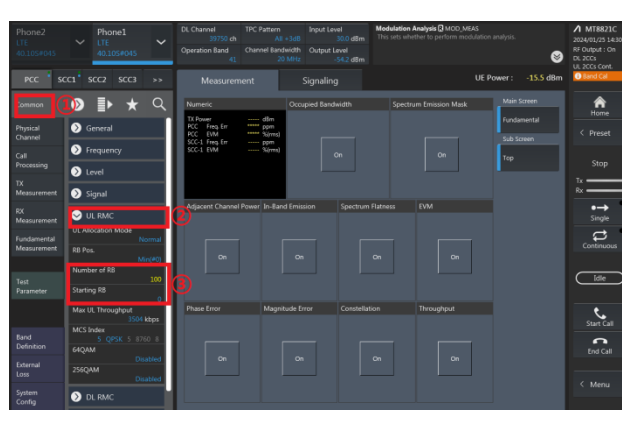 Phone2
LTE
40.10S#045
Phone1
LTE
40.10S#045
DL Channel
39750 ch
TPC Pattern
Alt +3dB
Input Level
30.0 dBm
Operation Band
41
Channel Bandwidth
20 MHz
Output Level
-54.2 dBm
Modulation Analysis MOD_MEAS
This sets whether to perform modulation analysis.
MT8821C
2024/01/25 14:30
RF Output : On
DL 2CCs
UL 2CCs Cont.
Band Cal
PCC
SCC1
SCC2
SCC3
>>
Measurement
Signaling
UE Power : -15.5 dBm
Common
①
Physical
Channel
Call
Processing
TX
Measurement
RX
Measurement
Fundamental
Measurement
Test
Parameter
Band
Definition
External
Loss
System
Config
General
Frequency
Level
Signal
UL RMC
②
UL Allocation Mode
Normal
RB Pos.
Min(#0)
Number of RB
100
Starting RB
0
③
Max UL Throughput
3504 kbps
MCS Index
5 QPSK 5 8760 8
64QAM
Disabled
256QAM
Disabled
DL RMC
Numeric
TX Power ----- dBm
PCC Freq. Err ----- ppm
PCC EVM ----- %(rms)
SCC-1 Freq. Err ----- ppm
SCC-1 EVM ----- %(rms)
Occupied Bandwidth
On
Spectrum Emission Mask
On
Adjacent Channel Power
On
In-Band Emission
On
Spectrum Flatness
On
EVM
On
Phase Error
On
Magnitude Error
On
Constellation
On
Throughput
On
Main Screen
Fundamental
Sub Screen
Top
Home
< Preset
Stop
Tx
Rx
Single
Continuous
Idle
Start Call
End Call
< Menu